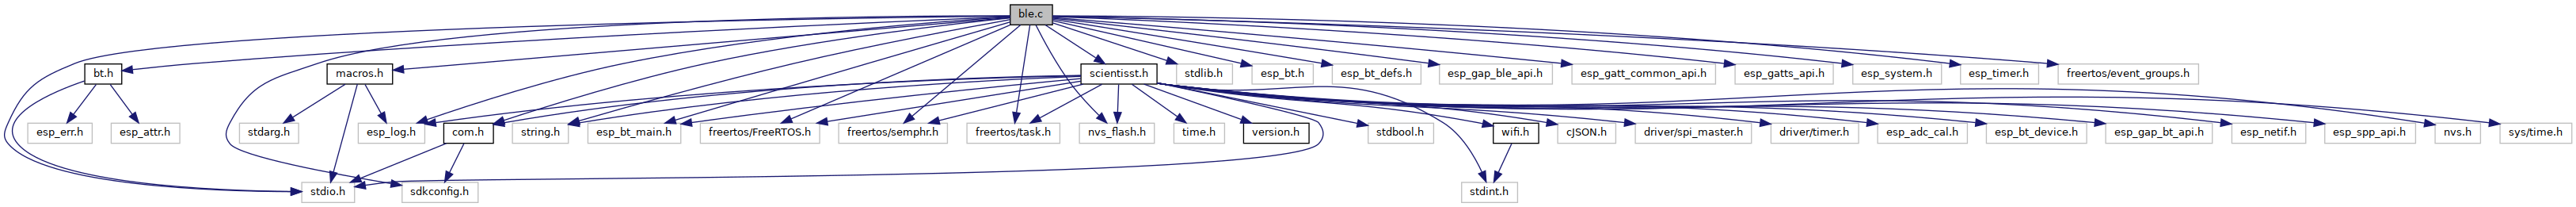 ble.c
bt.h
macros.h
scientisst.h
stdlib.h
esp_bt.h
esp_bt_defs.h
esp_gap_ble_api.h
esp_gatt_common_api.h
esp_gatts_api.h
esp_system.h
esp_timer.h
freertos/event_groups.h
esp_err.h
esp_attr.h
stdarg.h
esp_log.h
com.h
string.h
esp_bt_main.h
freertos/FreeRTOS.h
freertos/semphr.h
freertos/task.h
nvs_flash.h
time.h
version.h
stdbool.h
wifi.h
cJSON.h
driver/spi_master.h
driver/timer.h
esp_adc_cal.h
esp_bt_device.h
esp_gap_bt_api.h
esp_netif.h
esp_spp_api.h
nvs.h
sys/time.h
stdio.h
sdkconfig.h
stdint.h